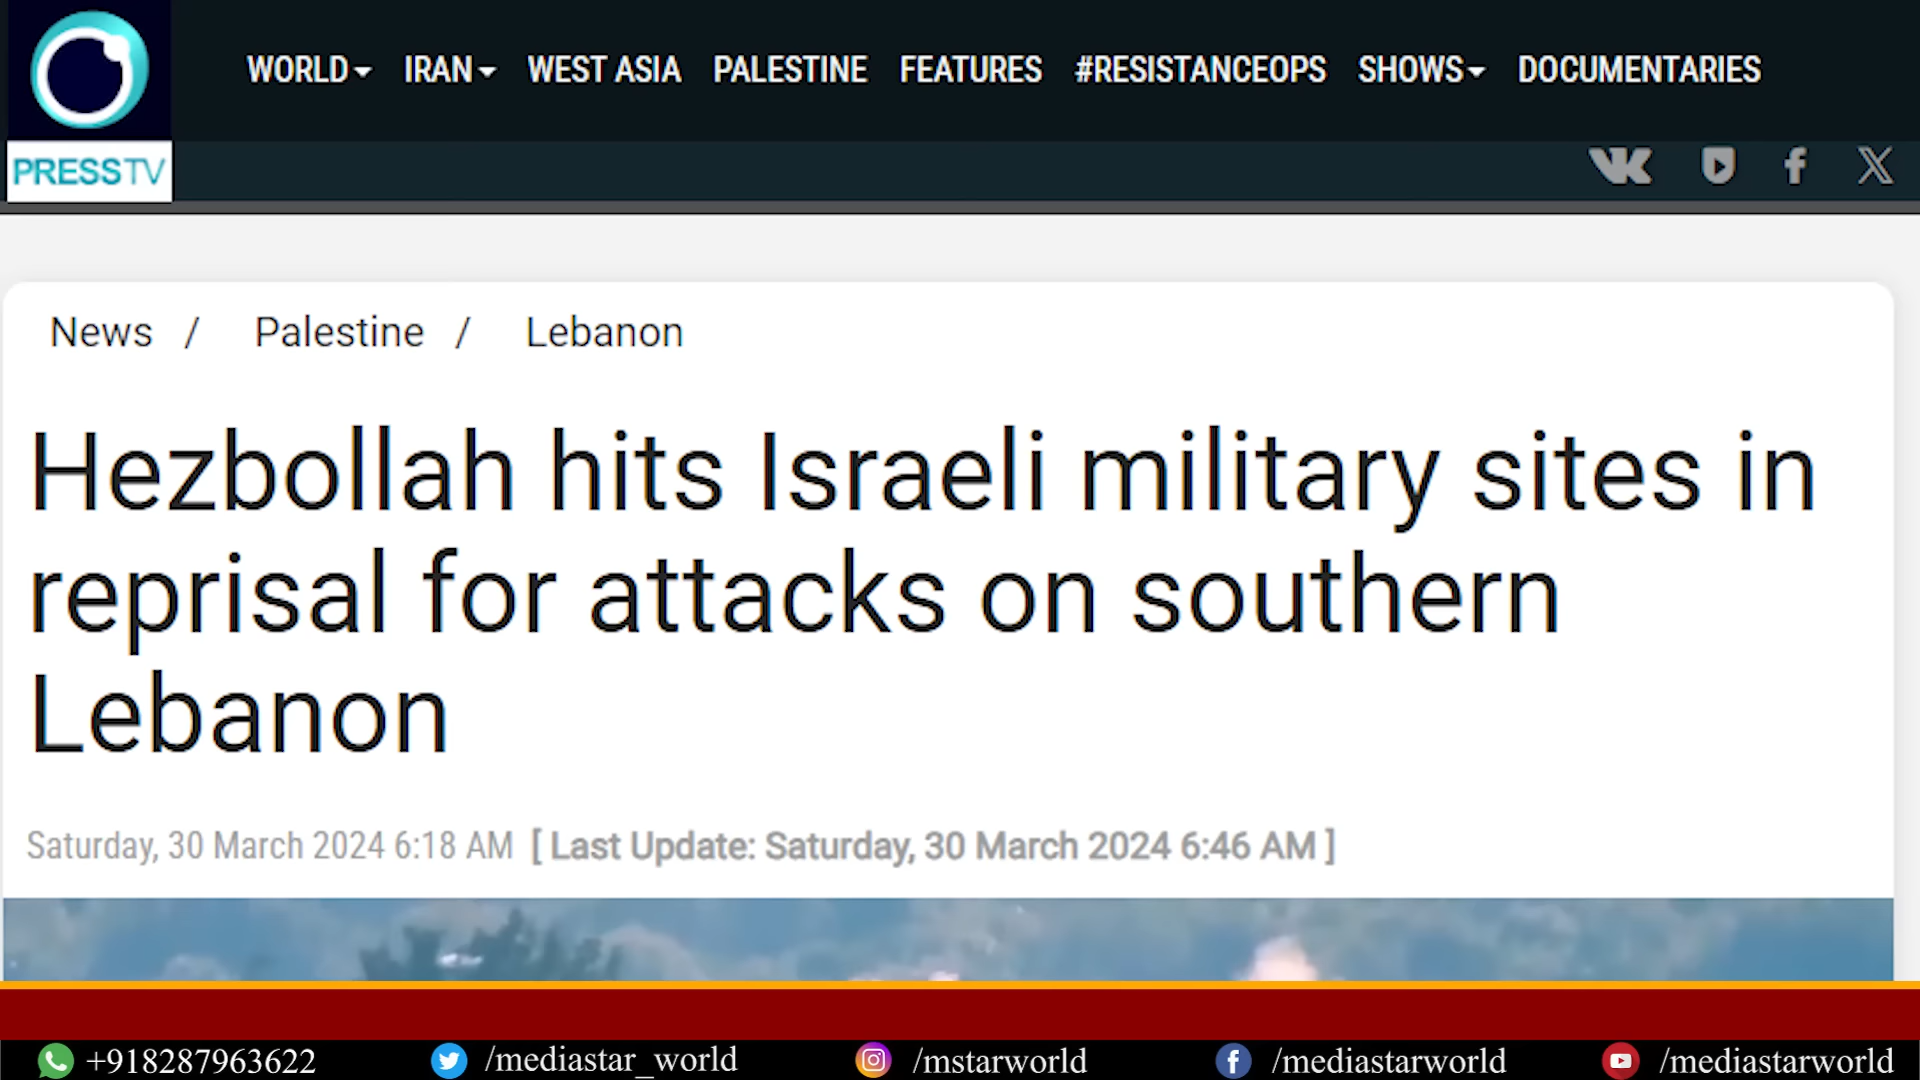 WORLD IRAN WEST ASIA PALESTINE FEATURES #RESISTANCEOPS SHOWS DOCUMENTARIES
PRESSTV
News / Palestine / Lebanon
Hezbollah hits Israeli military sites in
reprisal for attacks on southern
Lebanon
Saturday, 30 March 2024 6:18 AM [ Last Update: Saturday, 30 March 2024 6:46 AM ]
+918287963622 /mediastar_world /mstarworld /mediastarworld /mediastarworld